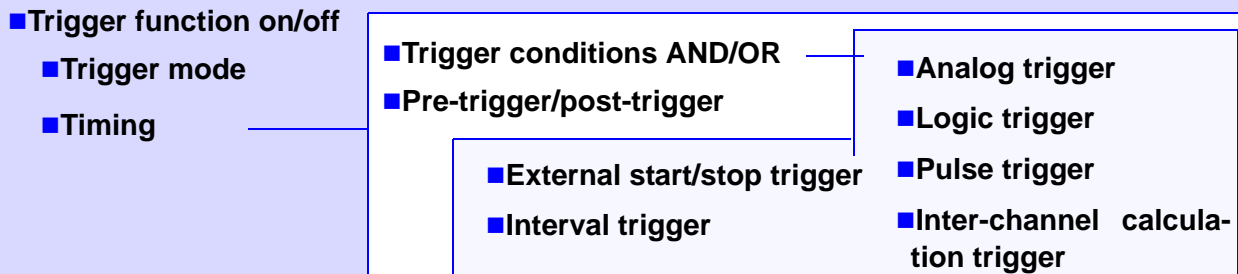 ■Trigger function on/off
■Trigger mode
■Timing
■Trigger conditions AND/OR
■Pre-trigger/post-trigger
■External start/stop trigger
■Interval trigger
■Analog trigger
■Logic trigger
■Pulse trigger
■Inter-channel calcula-
tion trigger